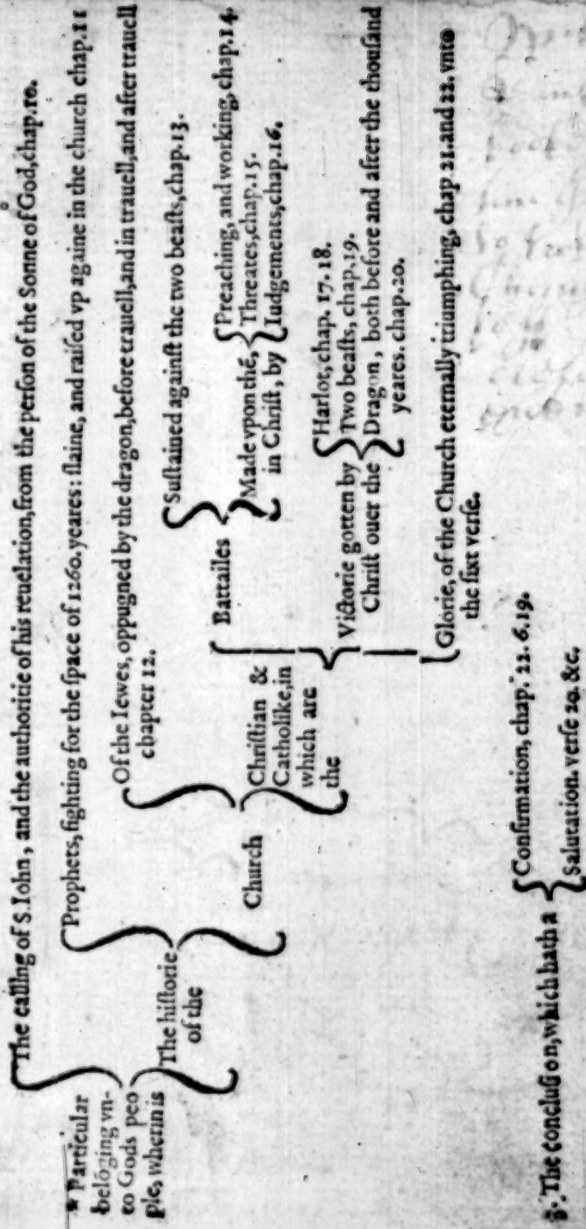 The calling of S. Iohn, and the authoritie of his reuelation, from the person of the Sonne of God, chap. 10.
* Particular
belōging vn-
to Gods peo
ple, wherin is
The historie
of the
Prophets, fighting for the space of 1260. yeares: slaine, and raised vp againe in the church chap. 11
Church
Of the Iewes, oppugned by the dragon, before trauell, and in trauell, and after trauell
chapter 12.
Christian &
Catholike, in
which are
the
Battailes
Sustained against the two beasts, chap. 13.
Made vpon thē,
in Christ, by
Preaching, and working, chap. 14.
Threates, chap. 15.
Iudgements, chap. 16.
Victorie gotten by
Christ ouer the
Harlot, chap. 17. 18.
Two beasts, chap. 19.
Dragon, both before and after the thousand
yeares. chap. 20.
Glorie, of the Church eternally triumphing, chap 21. and 22. vnto
the sixt verse.
3. The conclusion, which hath a
Confirmation, chap. 22. 6. 19.
Salutation. verse 20. &c.